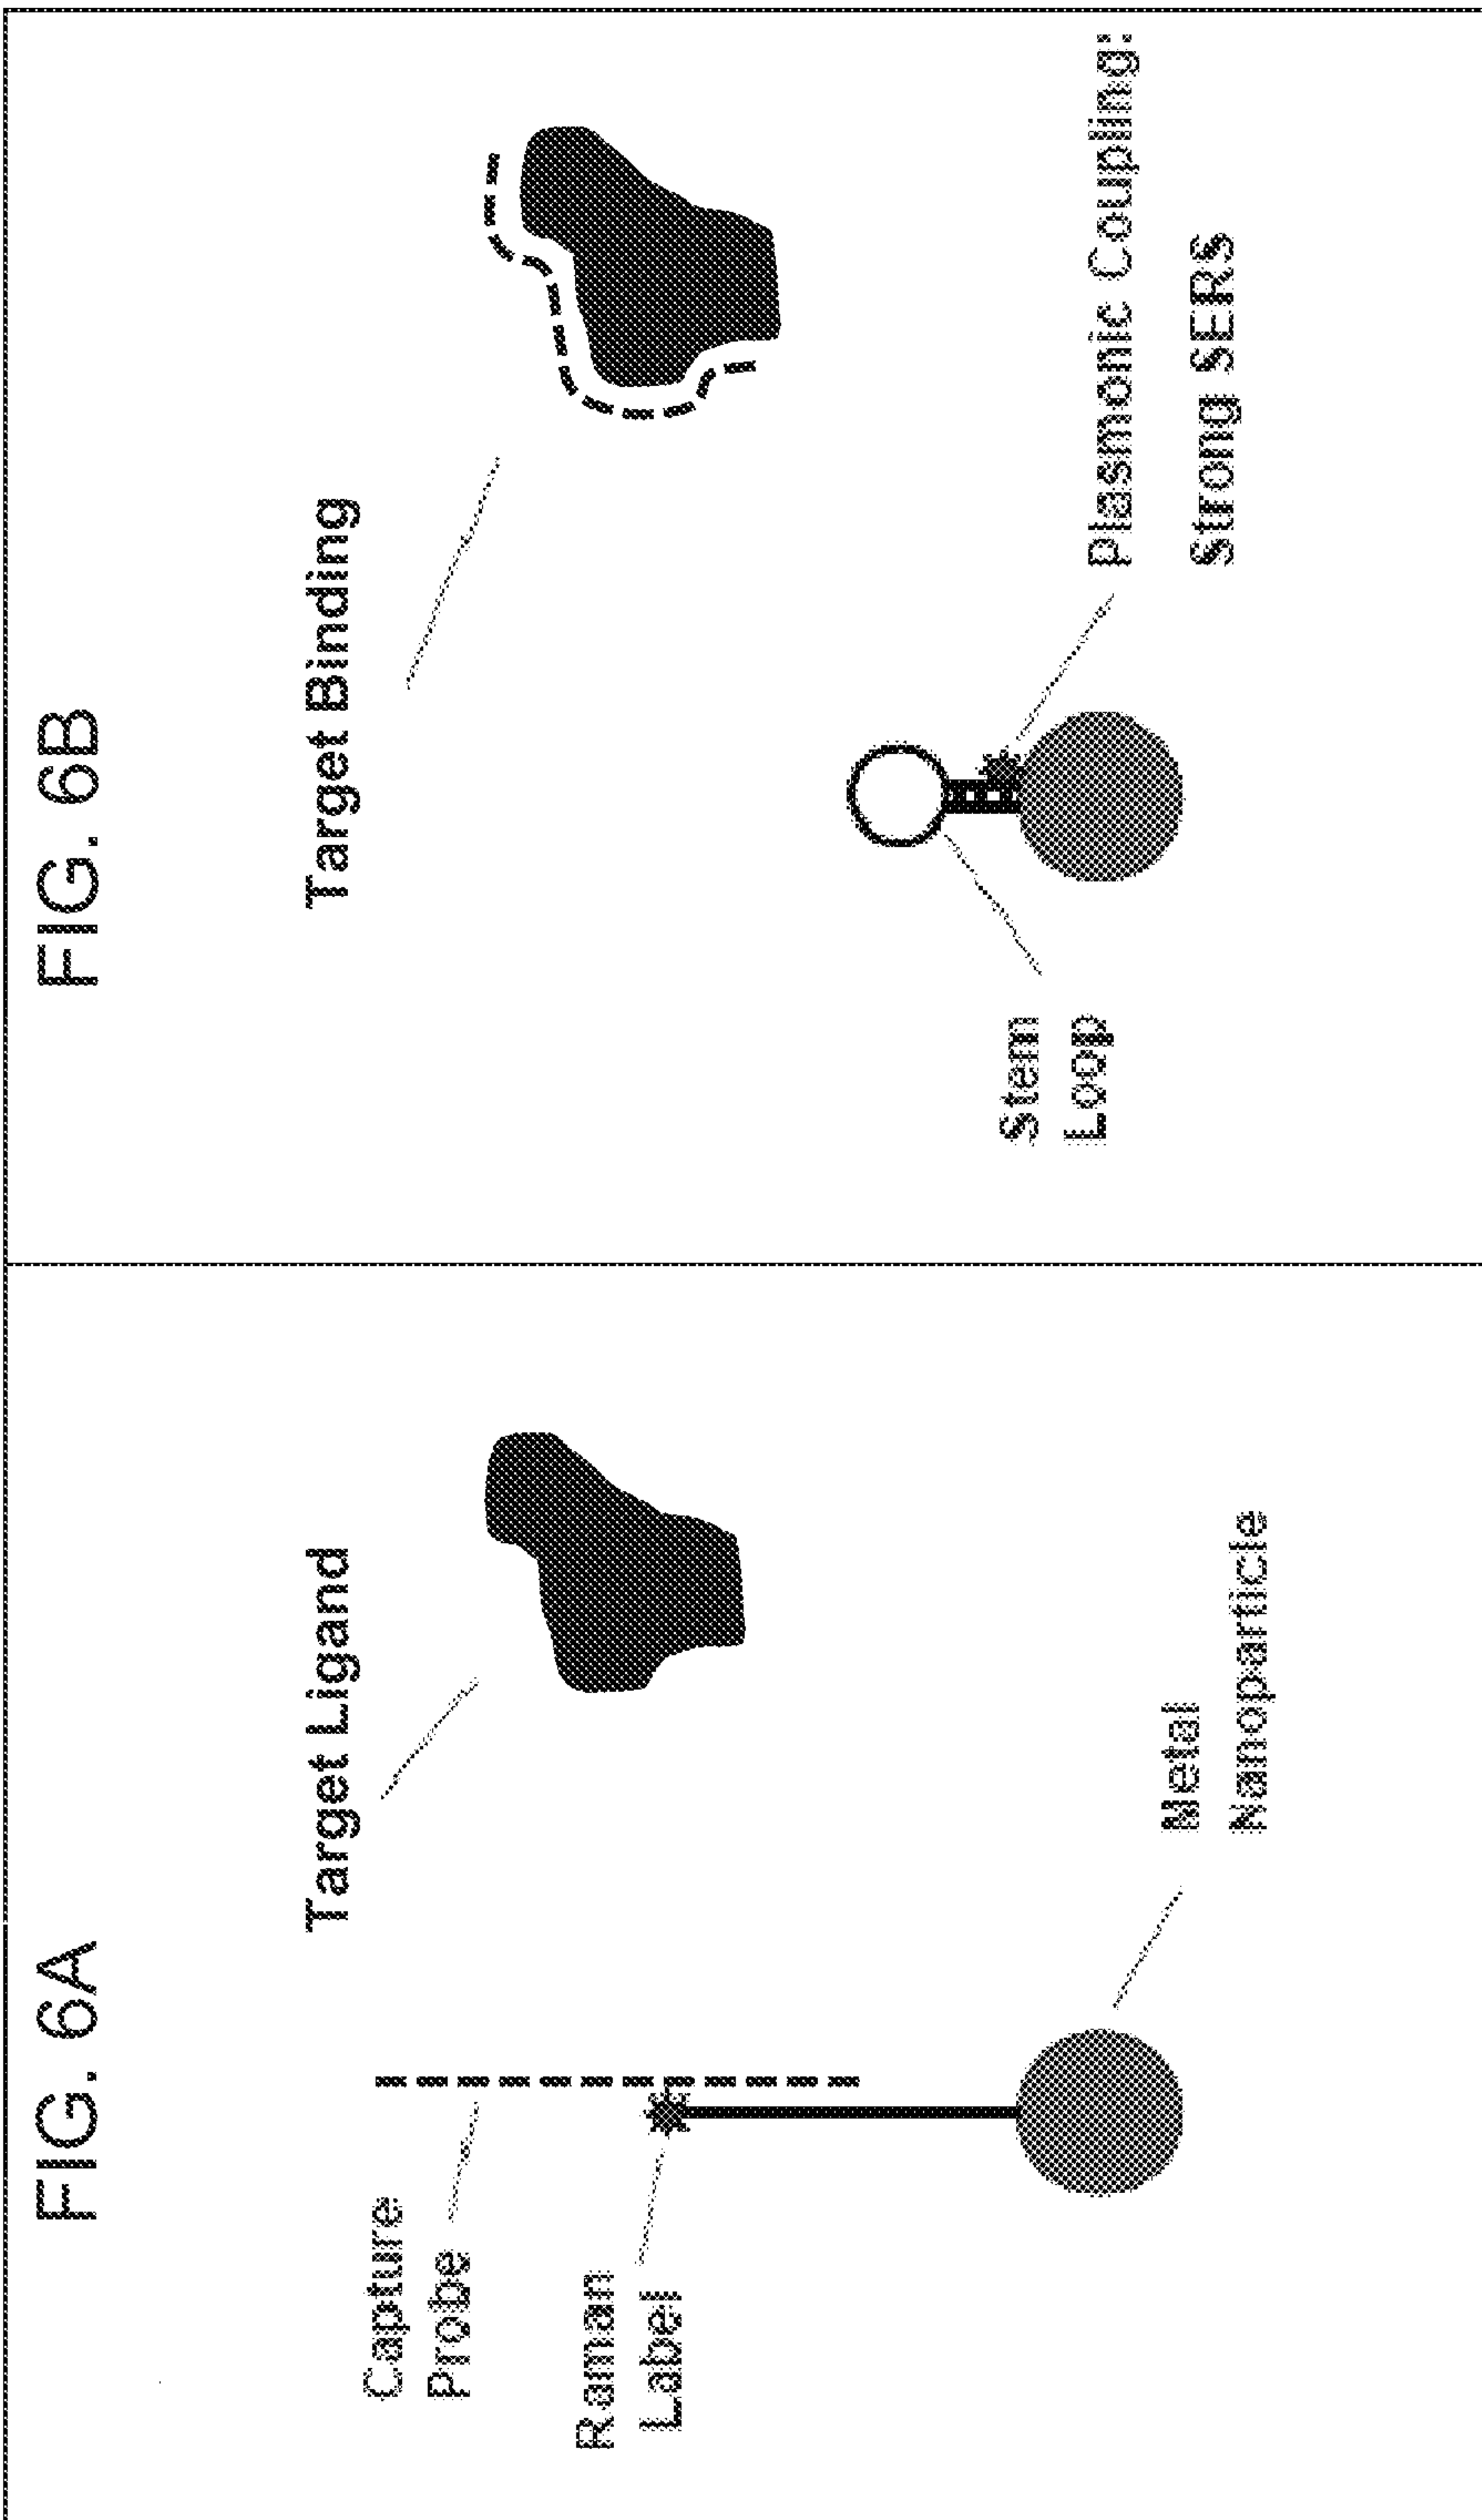 FIG. 6A
Target Ligand
Capture
Probe
Raman
Label
Metal
Nanoparticle
FIG. 6B
Target Binding
Stem
Loop
Plasmonic Coupling:
Strong SERS